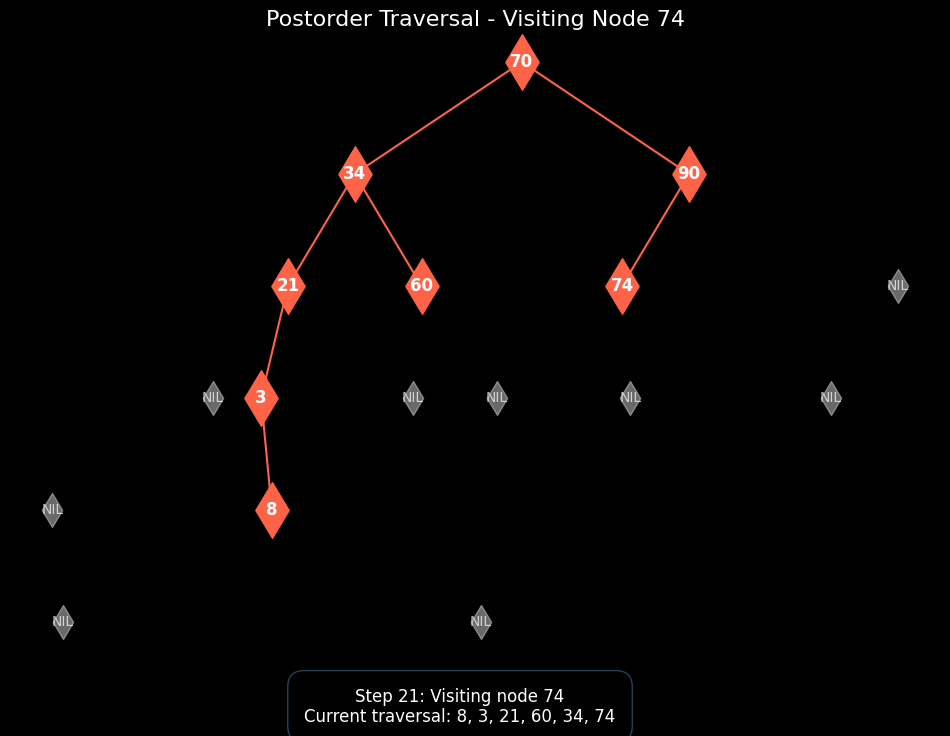 Postorder Traversal - Visiting Node 74
70
34
90
21
60
74
NIL
NIL
3
NIL
NIL
NIL
NIL
NIL
8
NIL
NIL
Step 21: Visiting node 74
Current traversal: 8, 3, 21, 60, 34, 74